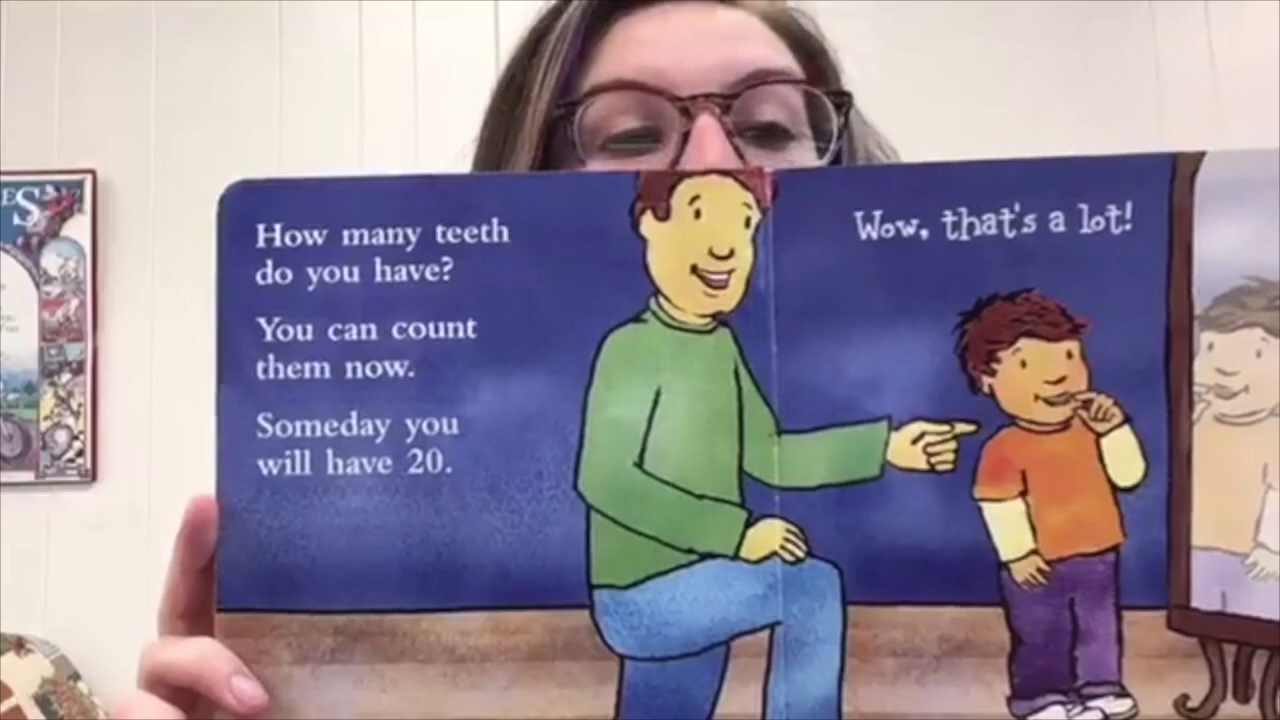 ES
How many teeth
do you have?
You can count
them now.
Someday you
will have 20.
Wow, that's a lot!